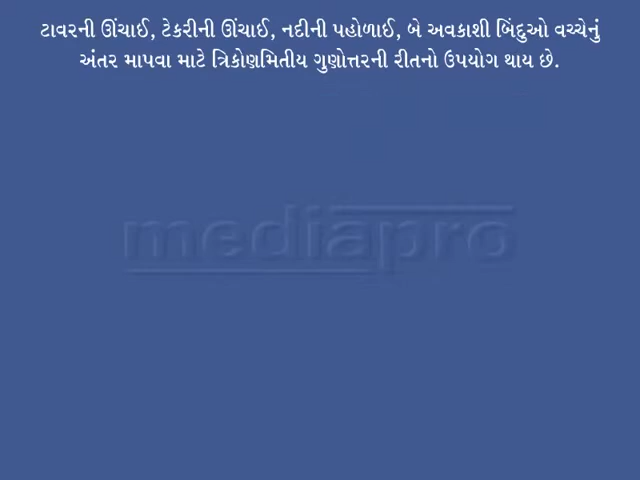 ટાવરની ઊંચાઈ, ટેકરીની ઊંચાઈ, નદીની પહોળાઈ, બે અવકાશી બિંદુઓ વચ્ચેનું
અંતર માપવા માટે ત્રિકોણમિતીય ગુણોત્તરની રીતનો ઉપયોગ થાય છે.
mediapro